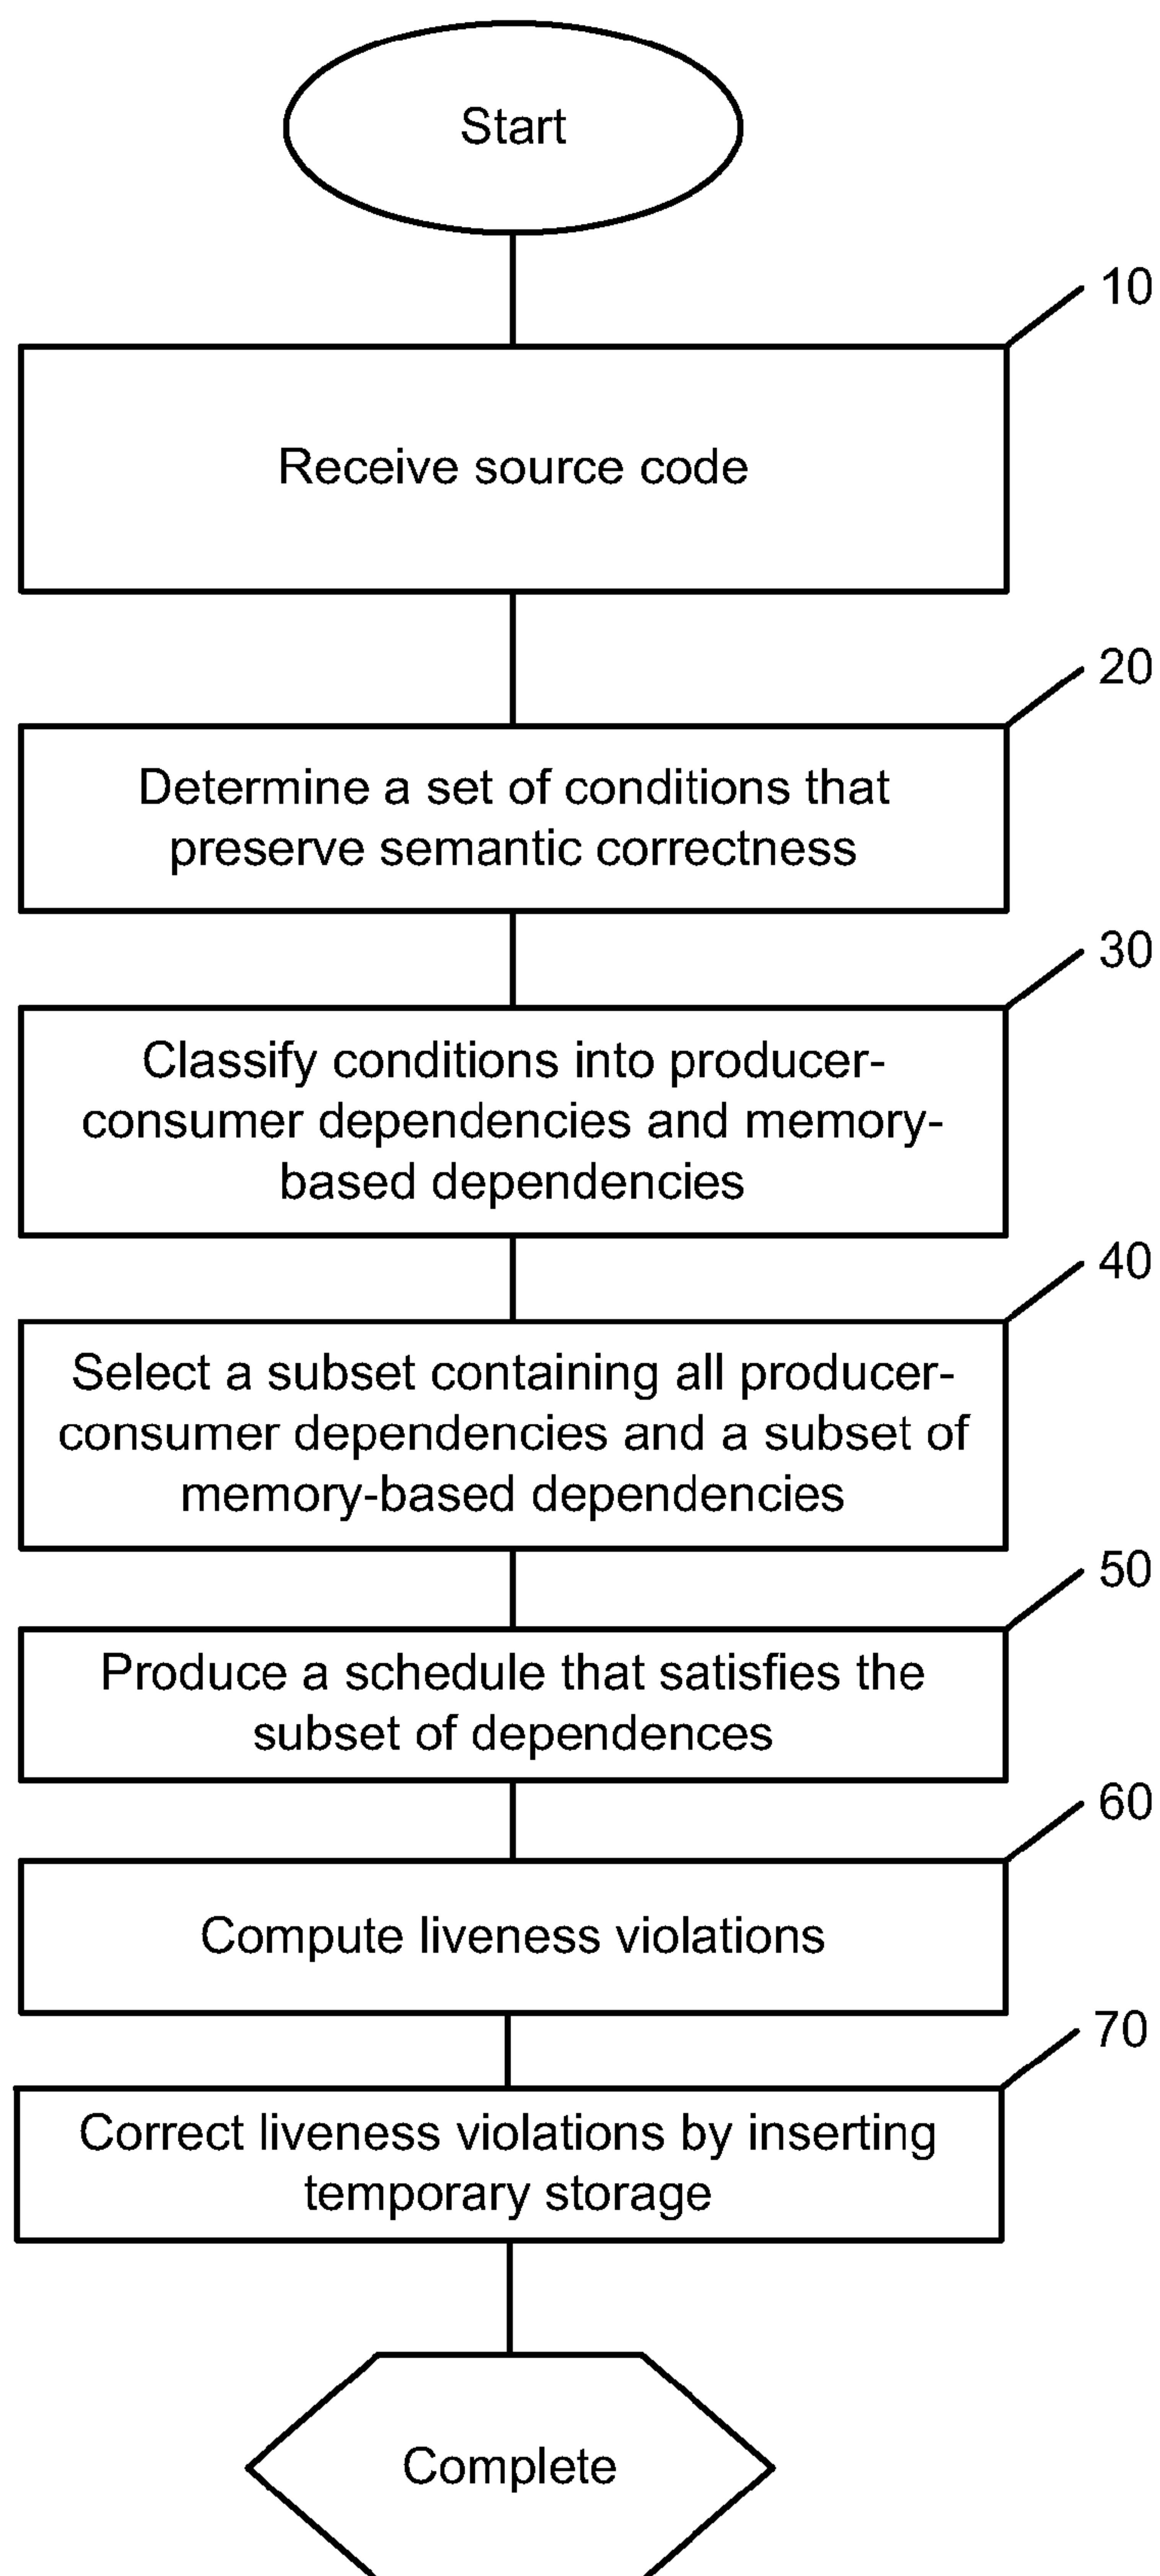 Start
10
Receive source code
20
Determine a set of conditions that
preserve semantic correctness
30
Classify conditions into producer-
consumer dependencies and memory-
based dependencies
40
Select a subset containing all producer-
consumer dependencies and a subset of
memory-based dependencies
50
Produce a schedule that satisfies the
subset of dependences
60
Compute liveness violations
70
Correct liveness violations by inserting
temporary storage
Complete